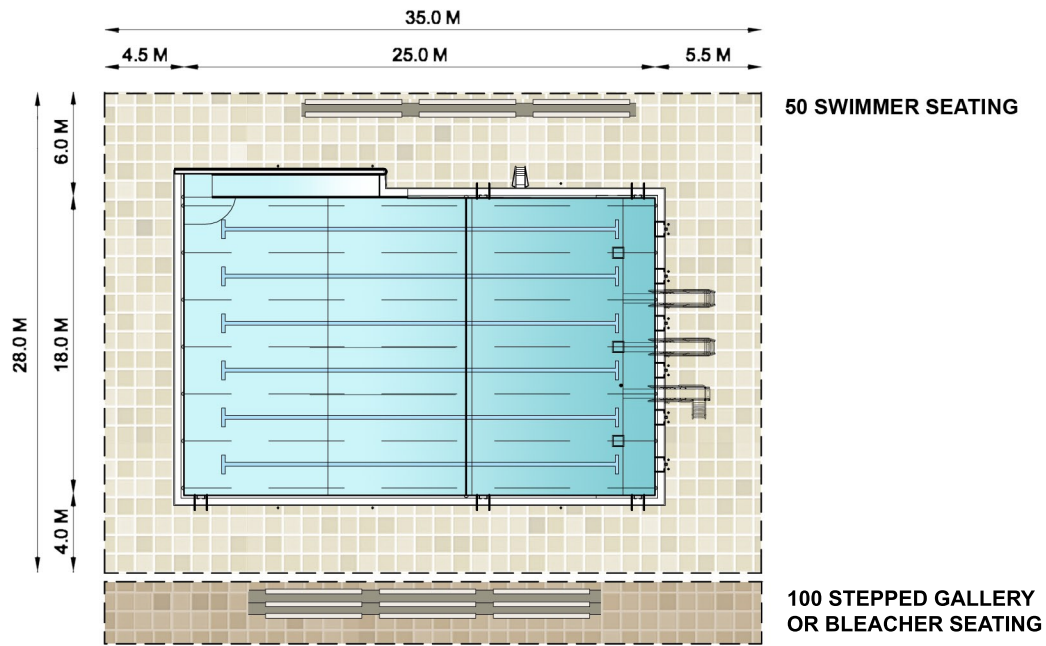 35.0 M
4.5 M
25.0 M
5.5 M
50 SWIMMER SEATING
6.0 M
28.0 M
18.0 M
4.0 M
100 STEPPED GALLERY
OR BLEACHER SEATING